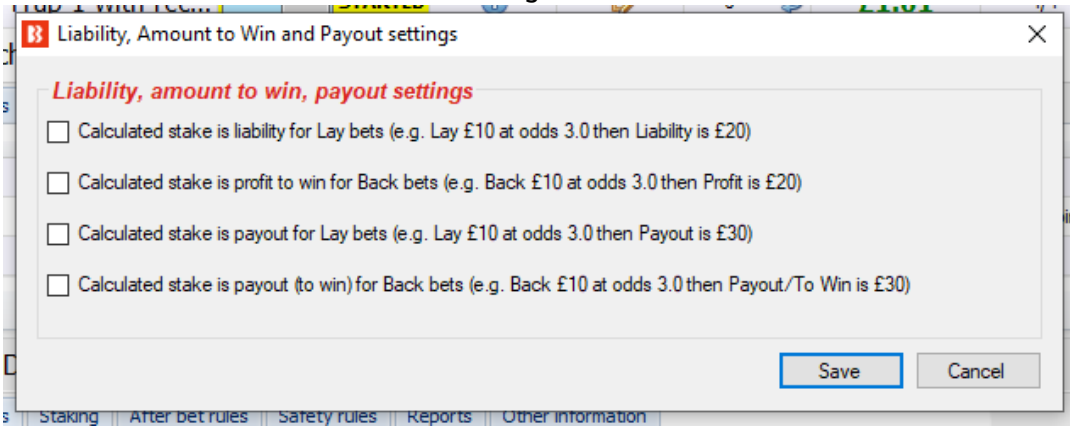 STARTED
£1.61
Liability, Amount to Win and Payout settings
Liability, amount to win, payout settings
Calculated stake is liability for Lay bets (e.g. Lay £10 at odds 3.0 then Liability is £20)
Calculated stake is profit to win for Back bets (e.g. Back £10 at odds 3.0 then Profit is £20)
Calculated stake is payout for Lay bets (e.g. Lay £10 at odds 3.0 then Payout is £30)
Calculated stake is payout (to win) for Back bets (e.g. Back £10 at odds 3.0 then Payout/To Win is £30)
Save Cancel
Staking After bet rules Safety rules Reports Other information